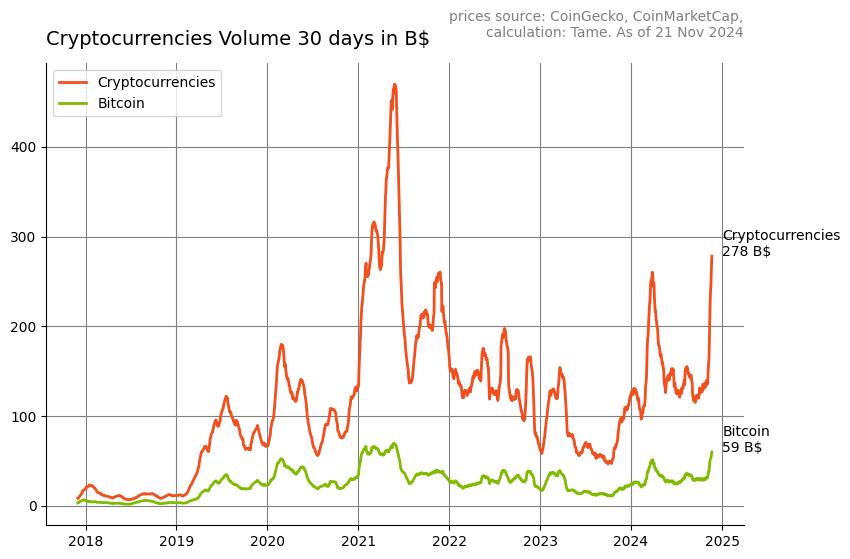 prices source: CoinGecko, CoinMarketCap,
calculation: Tame. As of 21 Nov 2024
Cryptocurrencies Volume 30 days in B$
Cryptocurrencies
Bitcoin
400
300
200
100
0
Cryptocurrencies
278 B$
Bitcoin
59 B$
2018 2019 2020 2021 2022 2023 2024 2025